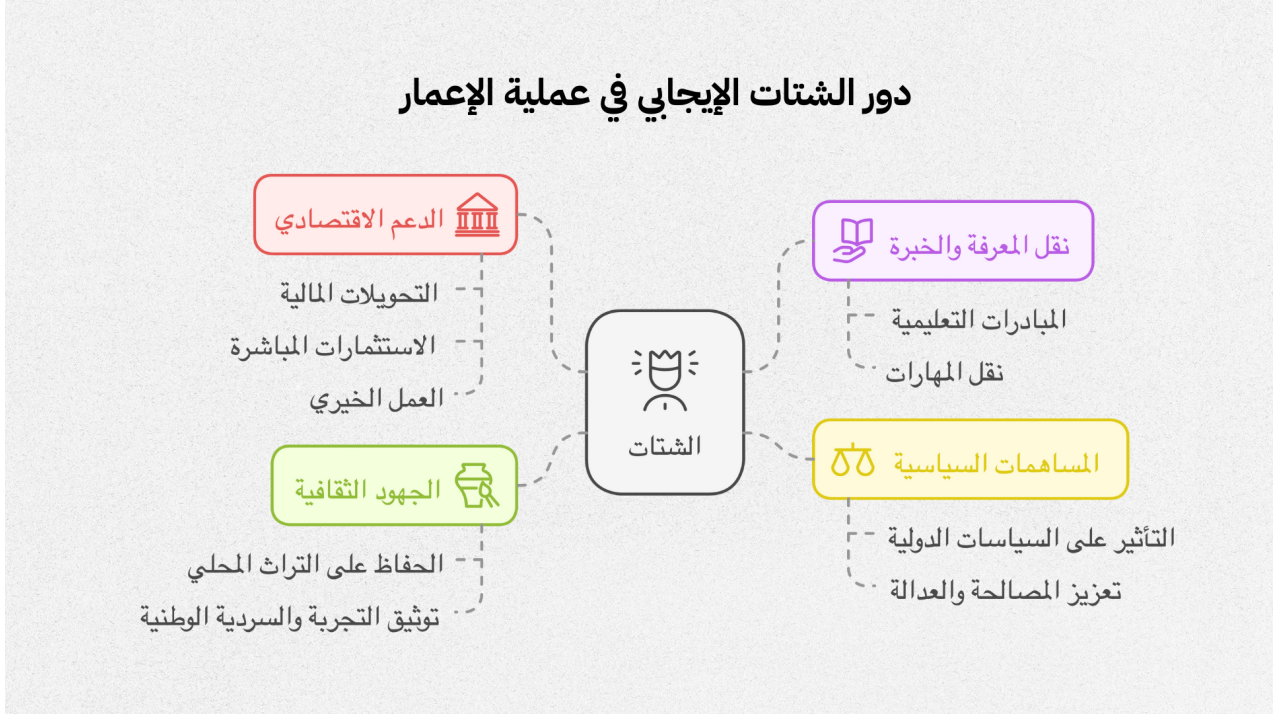 دور الشتات الإيجابي في عملية الإعمار
نقل المعرفة والخبرة
المبادرات التعليمية
نقل المهارات
المساهمات السياسية
التأثير على السياسات الدولية
تعزيز المصالحة والعدالة
الشتات
الدعم الاقتصادي
التحويلات المالية
الاستثمارات المباشرة
العمل الخيري
الجهود الثقافية
الحفاظ على التراث المحلي
توثيق التجربة والسردية الوطنية